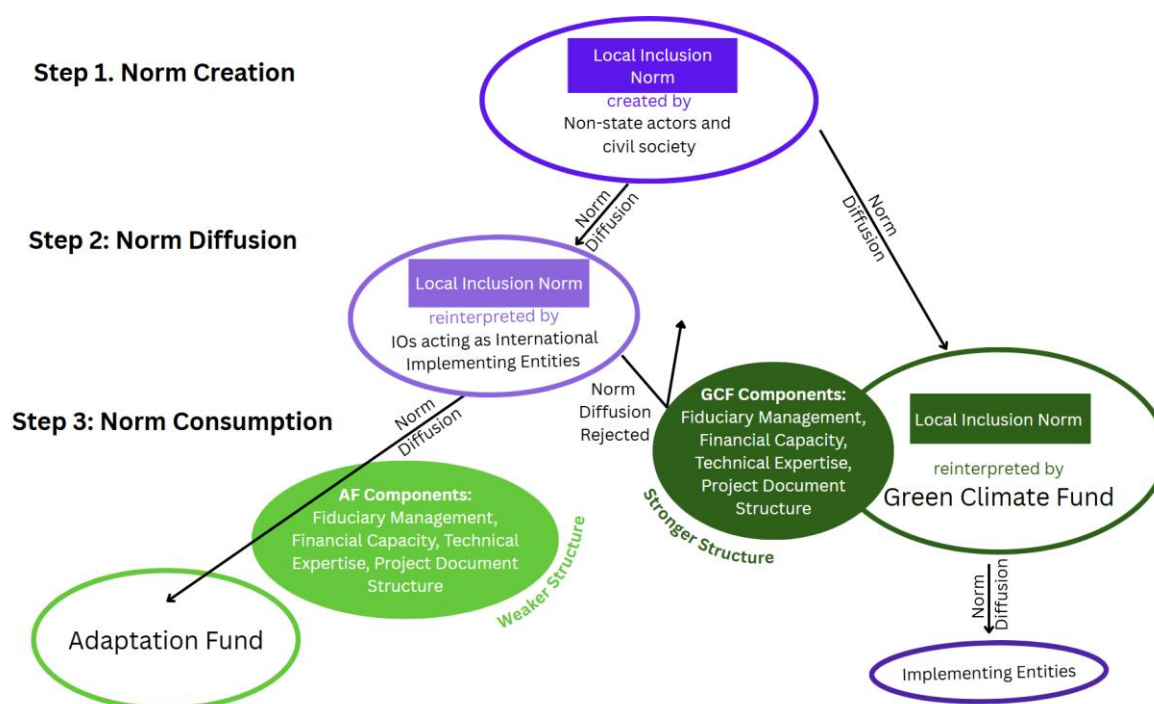 Step 1. Norm Creation
Local Inclusion
Norm
created by
Non-state actors and
civil society
Norm
Diffusion
Norm
Diffusion
Step 2: Norm Diffusion
Local Inclusion Norm
reinterpreted by
IOs acting as International
Implementing Entities
Norm
Diffusion
Rejected
GCF Components:
Fiduciary Management,
Financial Capacity,
Technical Expertise,
Project Document
Structure
Stronger Structure
Local Inclusion Norm
reinterpreted by
Green Climate Fund
Step 3: Norm Consumption
Norm
Diffusion
AF Components:
Fiduciary Management,
Financial Capacity, Technical
Expertise, Project Document
Structure
Weaker Structure
Adaptation Fund
Norm
Diffusion
Implementing Entities